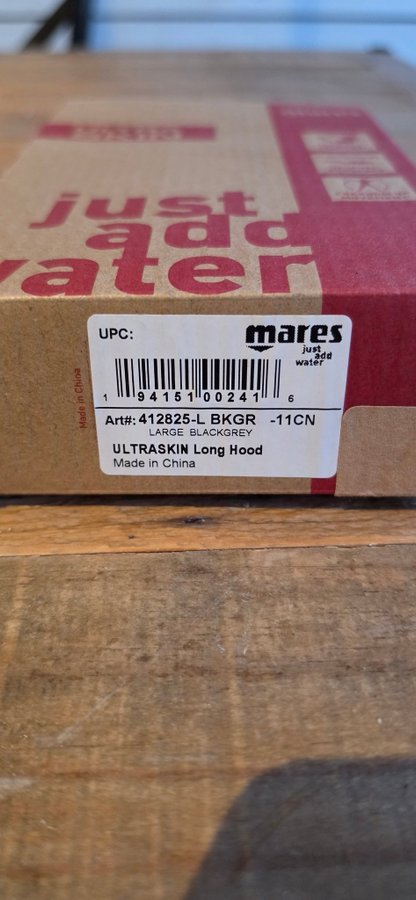 just
add
water
UPC:
mares
just
add
water
1 94151 00241 6
Art#: 412825-L BKGR -11CN
LARGE BLACKGREY
ULTRASKIN Long Hood
Made in China
Made in China